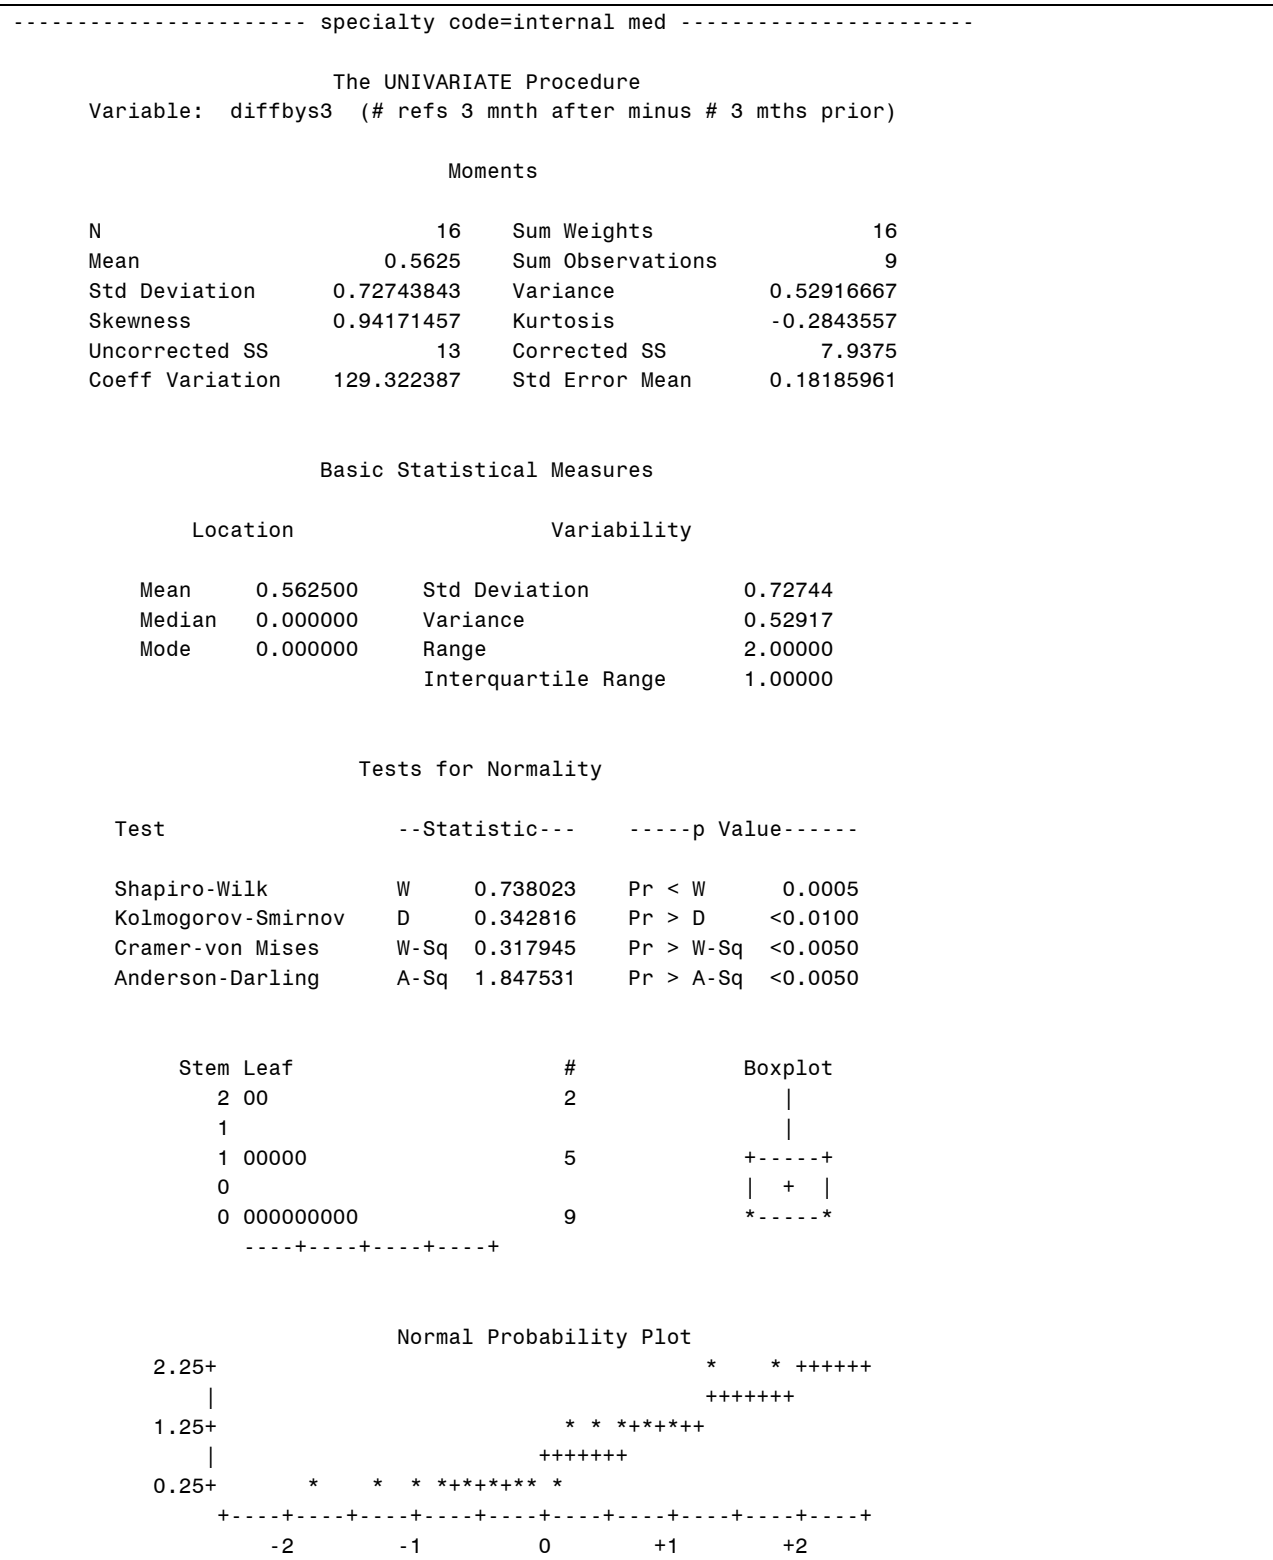 ----------------------- specialty code=internal med -----------------------
The UNIVARIATE Procedure
Variable:  diffbys3  (# refs 3 mnth after minus # 3 mths prior)
Moments
N                          16    Sum Weights                 16
Mean                   0.5625    Sum Observations             9
Std Deviation      0.72743843    Variance            0.52916667
Skewness           0.94171457    Kurtosis            -0.2843557
Uncorrected SS             13    Corrected SS            7.9375
Coeff Variation    129.322387    Std Error Mean      0.18185961
Basic Statistical Measures
Location                    Variability
Mean     0.562500     Std Deviation            0.72744
Median   0.000000     Variance                 0.52917
Mode     0.000000     Range                    2.00000
Interquartile Range      1.00000
Tests for Normality
Test                  --Statistic---    -----p Value------
Shapiro-Wilk          W     0.738023    Pr < W      0.0005
Kolmogorov-Smirnov    D     0.342816    Pr > D     <0.0100
Cramer-von Mises      W-Sq  0.317945    Pr > W-Sq  <0.0050
Anderson-Darling      A-Sq  1.847531    Pr > A-Sq  <0.0050
Stem Leaf                     #             Boxplot
2 00                       2                |
1                                           |
1 00000                    5             +-----+
0                                        |  +  |
0 000000000                9             *-----*
----+----+----+----+
Normal Probability Plot
2.25+                                      *    * ++++++
|                                      +++++++
1.25+                           * * *+*+*++
|                         +++++++
0.25+       *    *  * *+*+*+** *
+----+----+----+----+----+----+----+----+----+----+
-2        -1         0        +1        +2